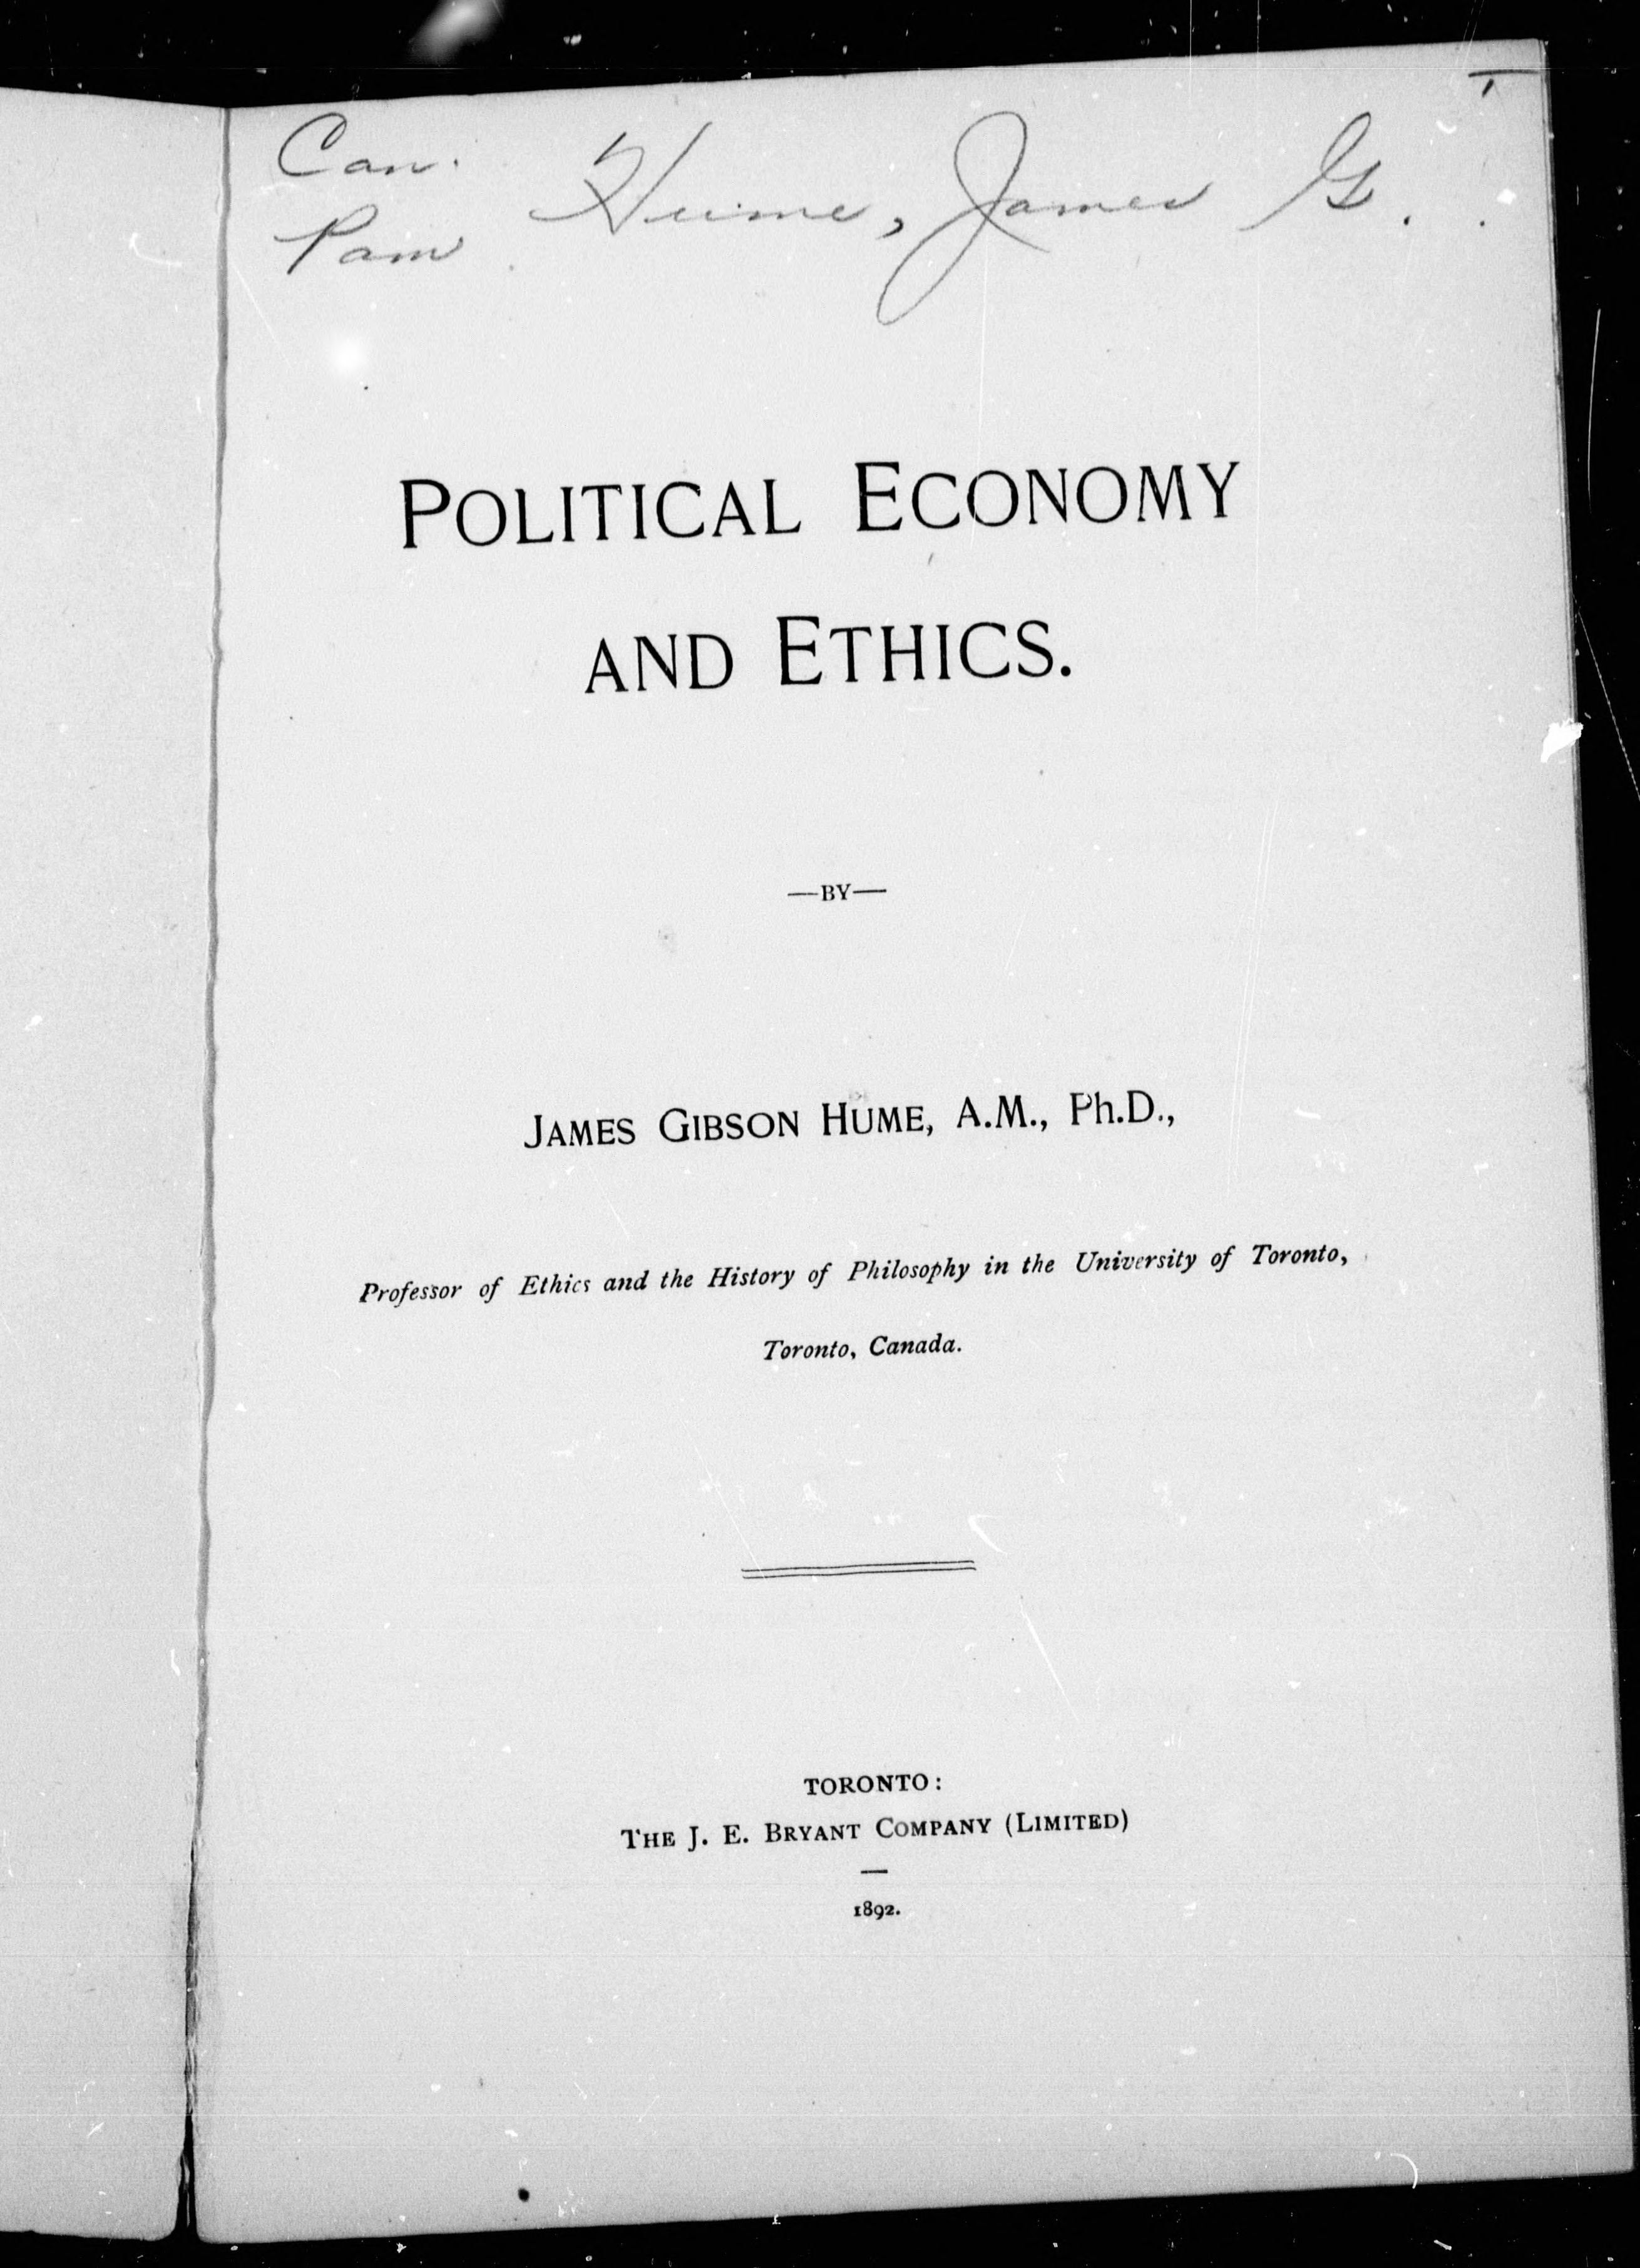 Can. Hume, James G.
Pam
POLITICAL ECONOMY
AND ETHICS.
—BY—
JAMES GIBSON HUME, A.M., Ph.D.,
Professor of Ethics and the History of Philosophy in the University of Toronto,
Toronto, Canada.
TORONTO:
THE J. E. BRYANT COMPANY (LIMITED)
1892.